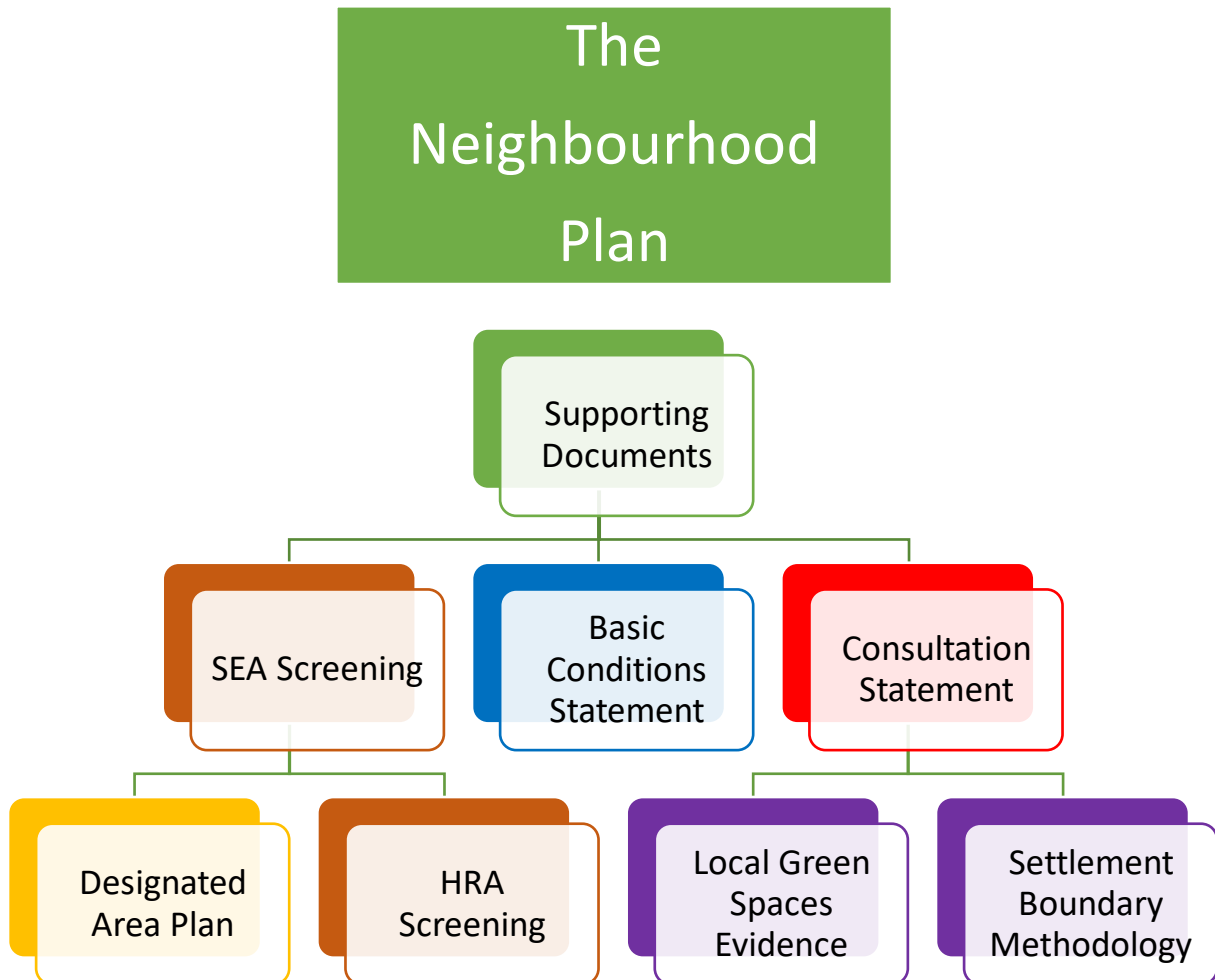 The
Neighbourhood
Plan
Supporting
Documents
SEA Screening
Basic
Conditions
Statement
Consultation
Statement
Designated
Area Plan
HRA
Screening
Local Green
Spaces
Evidence
Settlement
Boundary
Methodology